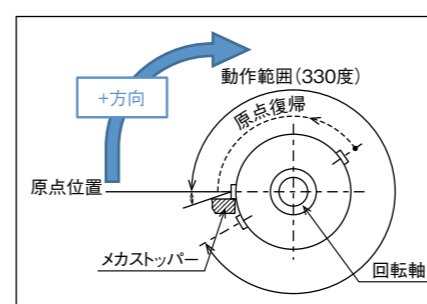 動作範囲(330度)
+方向
原点復帰
原点位置
メカストッパー
回転軸